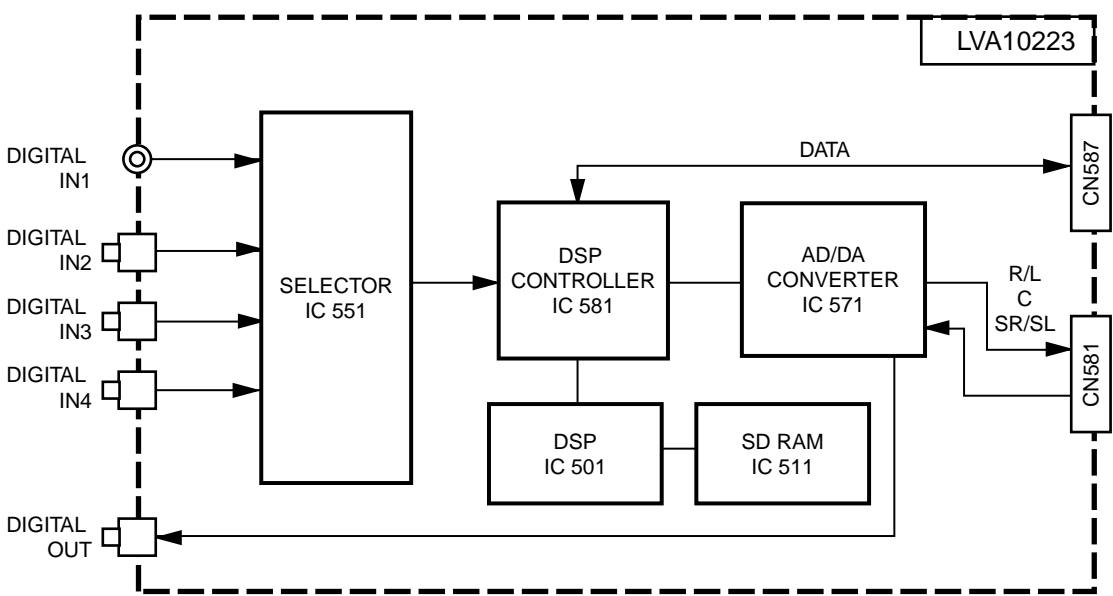 LVA10223
DIGITAL
IN1
DIGITAL
IN2
DIGITAL
IN3
DIGITAL
IN4
DIGITAL
OUT
SELECTOR
IC 551
DSP
CONTROLLER
IC 581
DATA
AD/DA
CONVERTER
IC 571
DSP
IC 501
SD RAM
IC 511
R/L
C
SR/SL
CN587
CN581